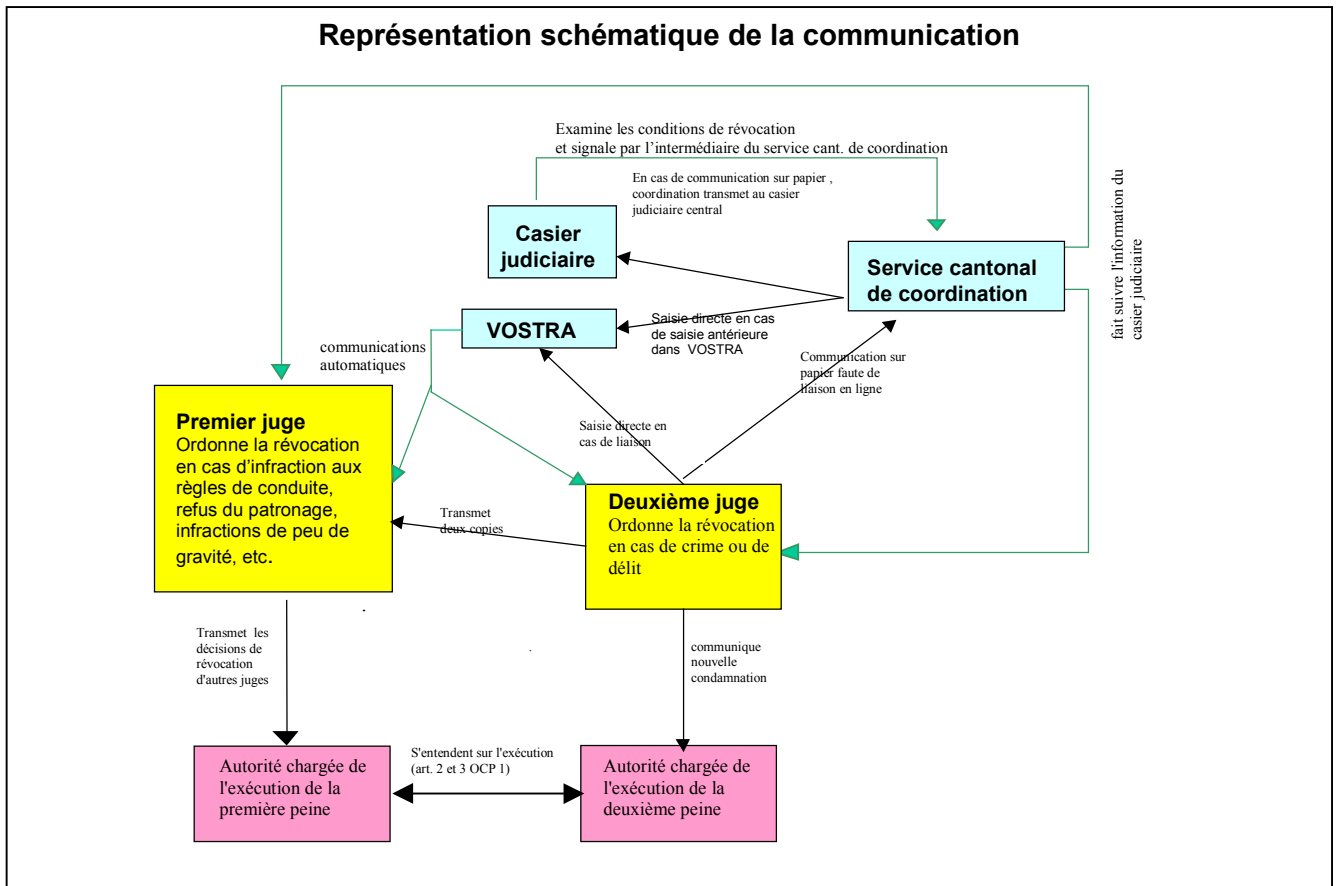 Représentation schématique de la communication
Examine les conditions de révocation
et signale par l'intermédiaire du service cant. de coordination
En cas de communication sur papier ,
coordination transmet au casier
judiciaire central
fait suivre l'information du
casier judiciaire
Casier
judiciaire
Service cantonal
de coordination
VOSTRA
Saisie directe en cas
de saisie antérieure
dans VOSTRA
communications
automatiques
Communication sur
papier faute de
liaison en ligne
Premier juge
Ordonne la révocation
en cas d'infraction aux
règles de conduite,
refus du patronage,
infractions de peu de
gravité, etc.
Saisie directe en
cas de liaison
Transmet
deux copies
Deuxième juge
Ordonne la révocation
en cas de crime ou de
délit
Transmet les
décisions de
révocation
d'autres juges
communique
nouvelle
condamnation
Autorité chargée de
l'exécution de la
première peine
S'entendent sur l'exécution
(art. 2 et 3 OCP 1)
Autorité chargée de
l'exécution de la
deuxième peine